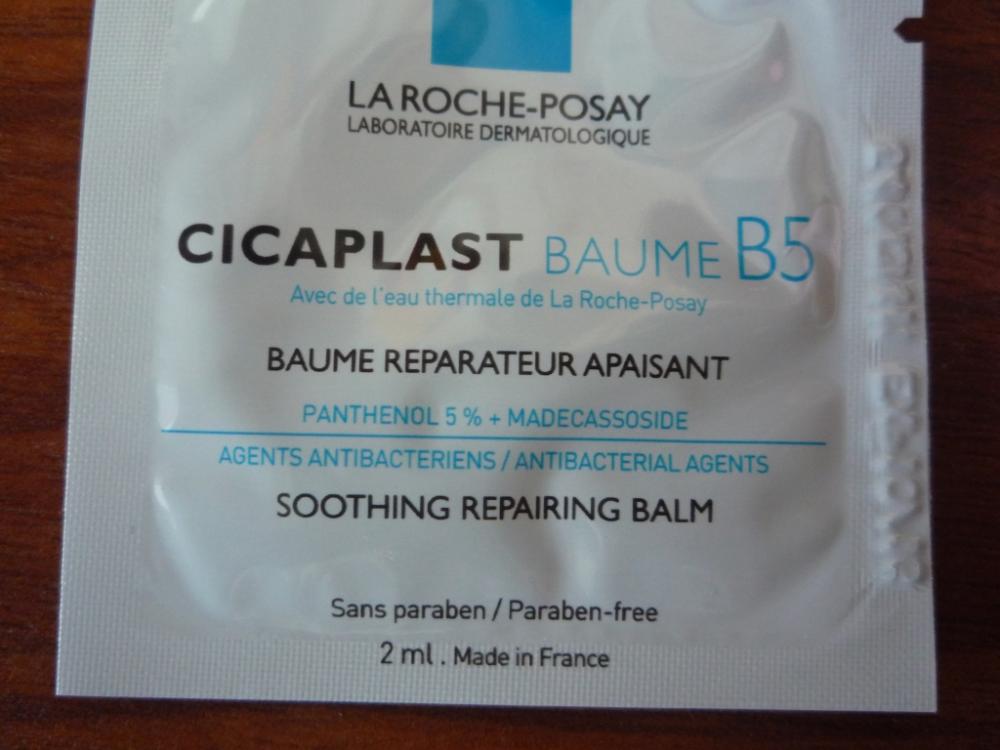 LA ROCHE-POSAY
LABORATOIRE DERMATOLOGIQUE
CICAPLAST BAUME B5
Avec de l'eau thermale de La Roche-Posay
BAUME REPARATEUR APAISANT
PANTHENOL 5 % + MADECASSOSIDE
AGENTS ANTIBACTERIENS / ANTIBACTERIAL AGENTS
SOOTHING REPAIRING BALM
Sans paraben / Paraben-free
2 ml . Made in France